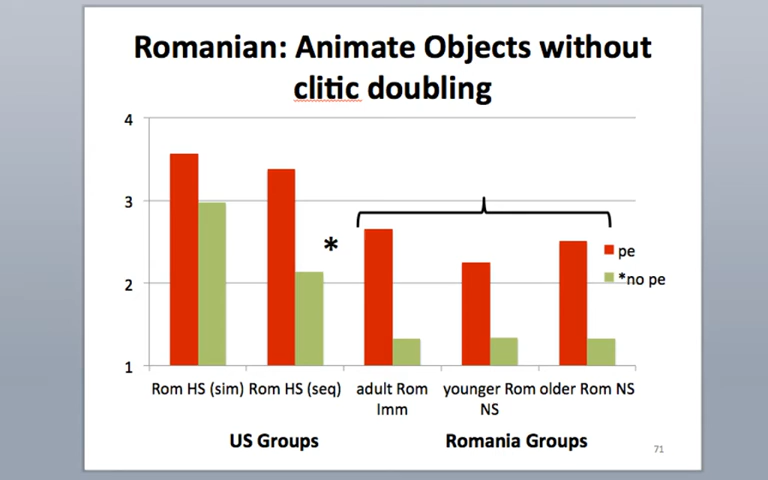 Romanian: Animate Objects without
clitic doubling
4
3
2
1
*
pe
*no pe
Rom HS (sim) Rom HS (seq) adult Rom younger Rom older Rom NS
Imm NS
US Groups Romania Groups
71